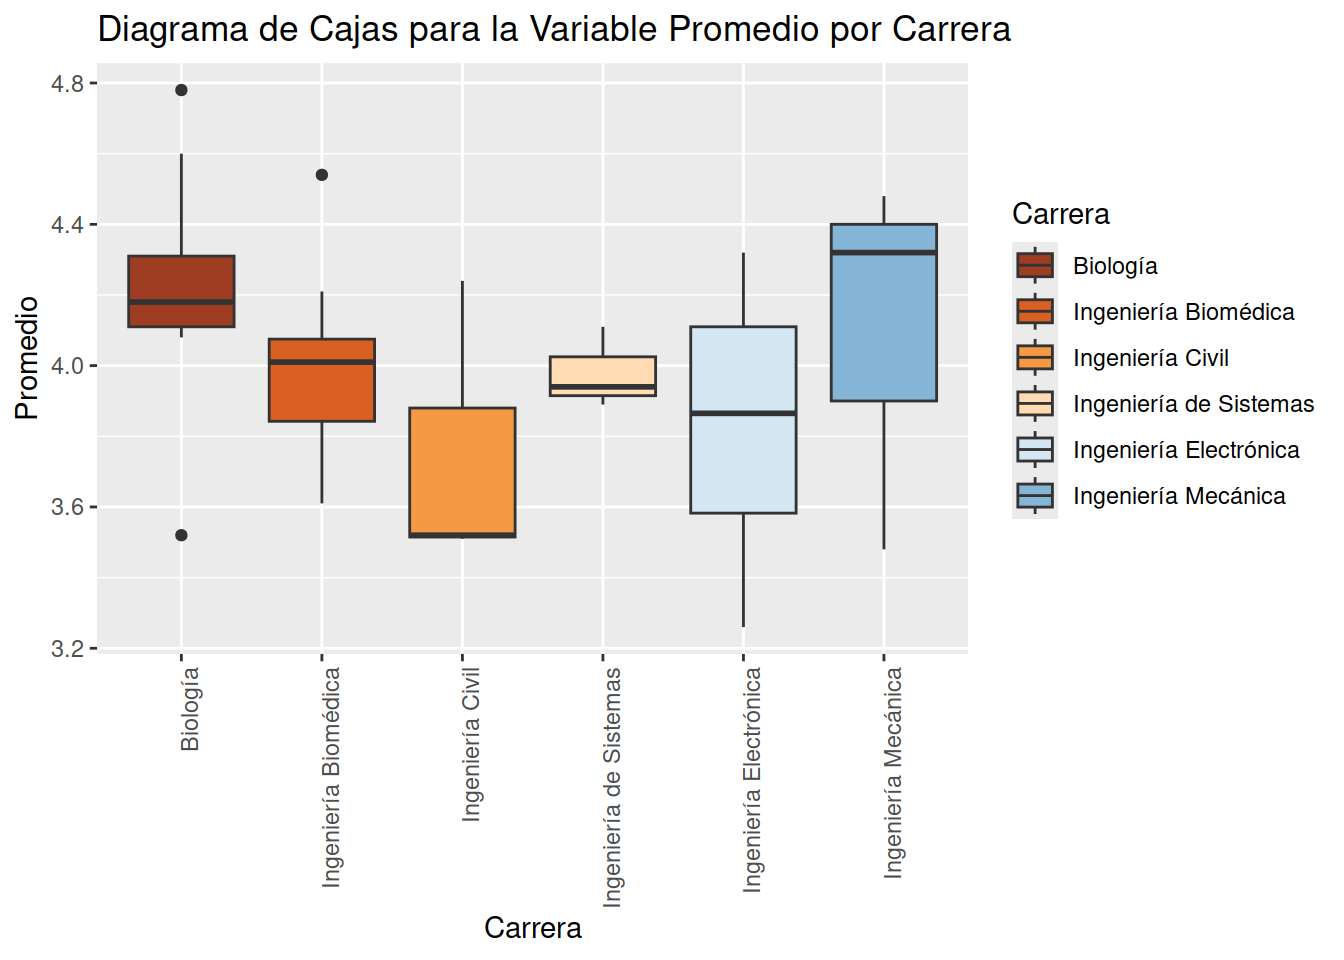 Diagrama de Cajas para la Variable Promedio por Carrera
Promedio
4.8
4.4
4.0
3.6
3.2
Biología
Ingeniería Biomédica
Ingeniería Civil
Ingeniería de Sistemas
Ingeniería Electrónica
Ingeniería Mecánica
Carrera
Carrera
Biología
Ingeniería Biomédica
Ingeniería Civil
Ingeniería de Sistemas
Ingeniería Electrónica
Ingeniería Mecánica